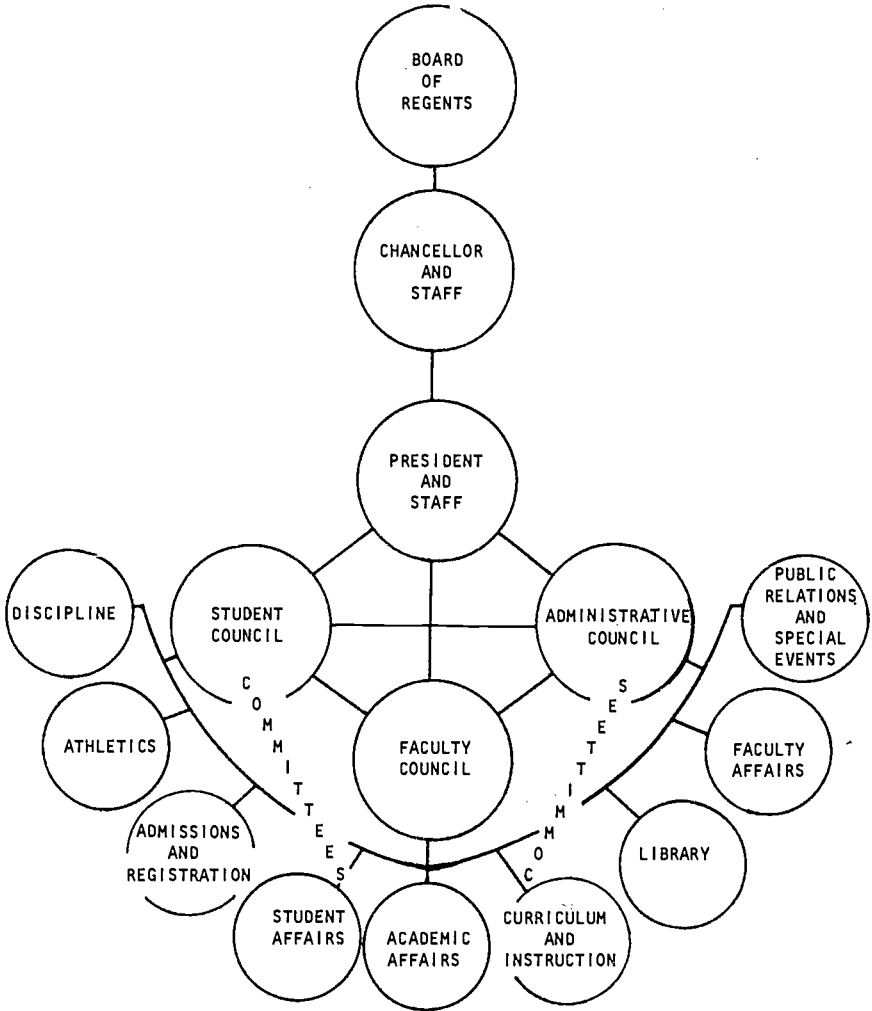 BOARD
OF
REGENTS
CHANCELLOR
AND
STAFF
PRESIDENT
AND
STAFF
DISCIPLINE
STUDENT
COUNCIL
ADMINISTRATIVE
COUNCIL
PUBLIC
RELATIONS
AND
SPECIAL
EVENTS
COMMITTEES
COMMITTEES
ATHLETICS
FACULTY
COUNCIL
FACULTY
AFFAIRS
ADMISSIONS
AND
REGISTRATION
LIBRARY
STUDENT
AFFAIRS
ACADEMIC
AFFAIRS
CURRICULUM
AND
INSTRUCTION